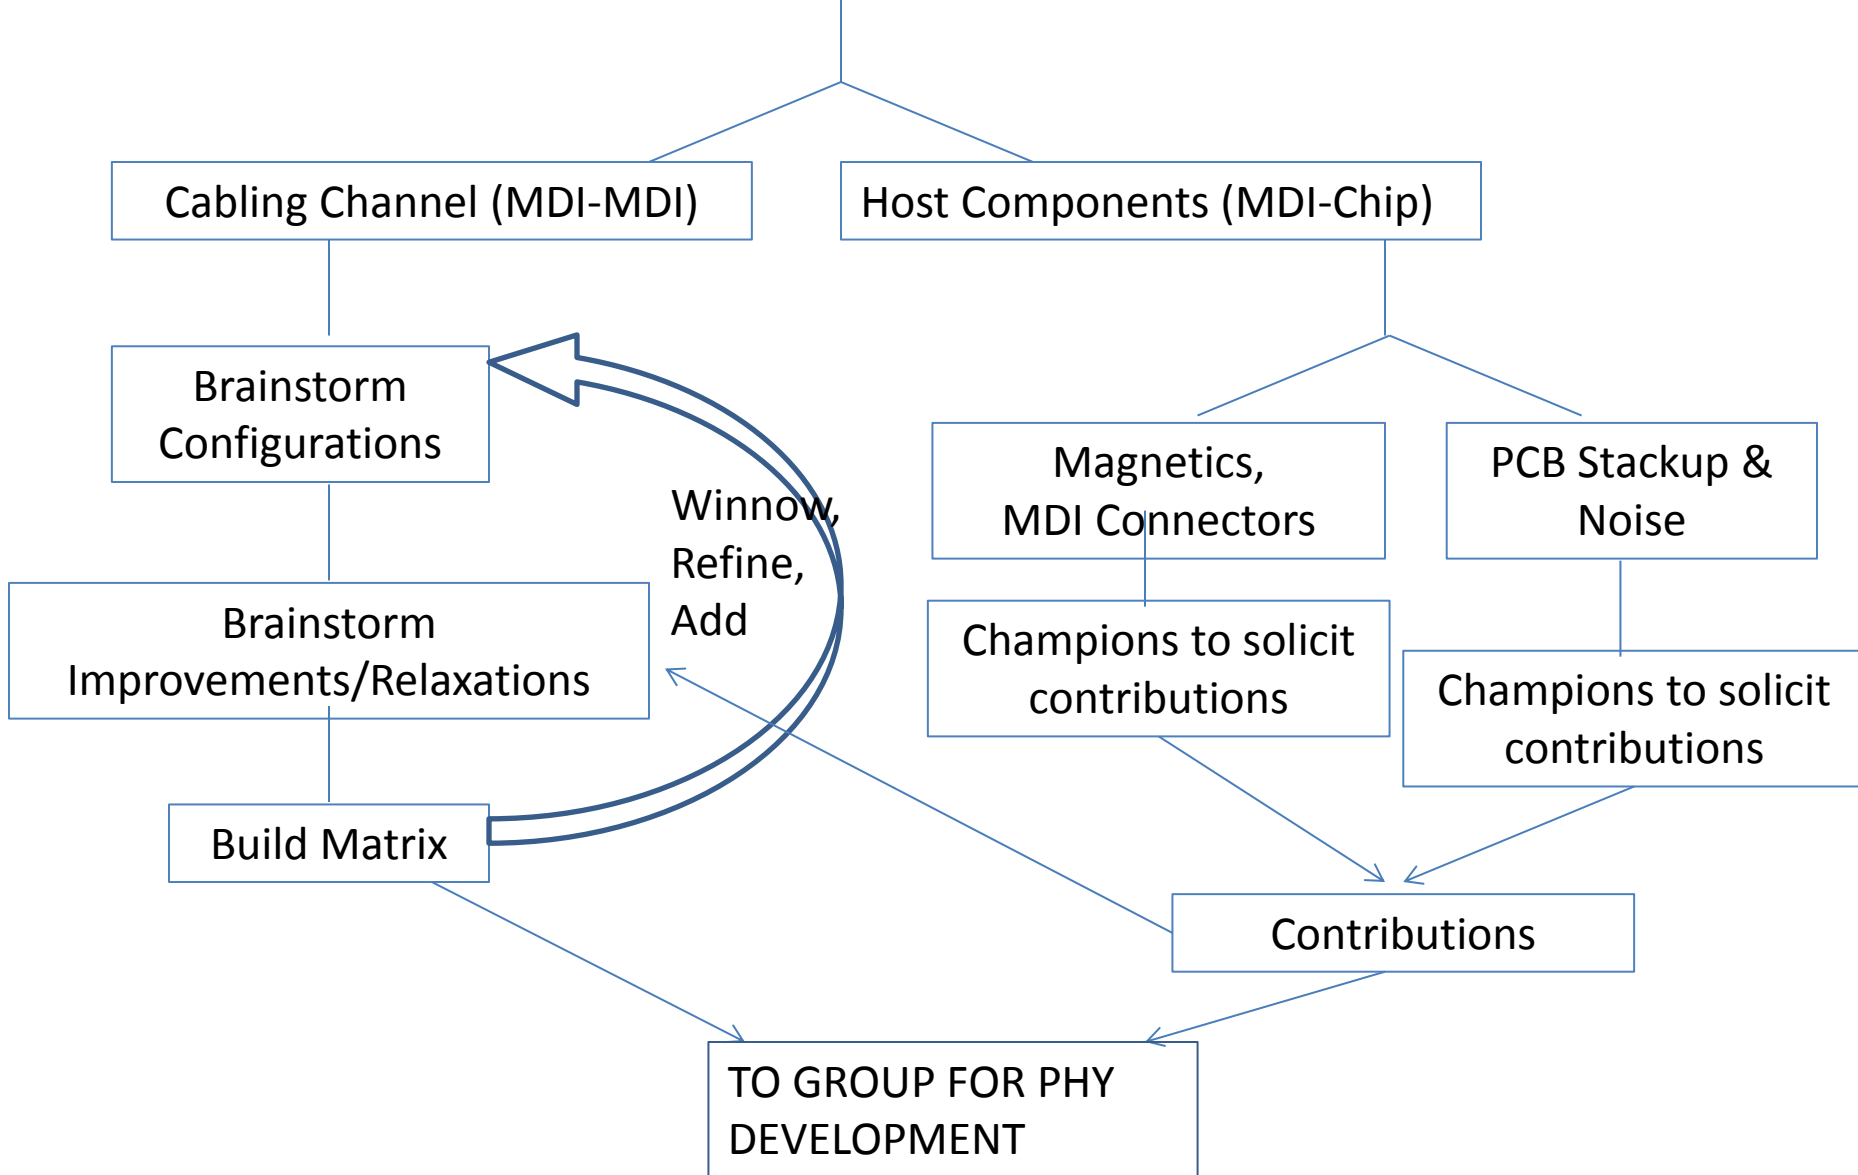 Cabling Channel (MDI-MDI)
Host Components (MDI-Chip)
Brainstorm
Configurations
Winnow,
Refine,
Add
Magnetics,
MDI Connectors
PCB Stackup &
Noise
Brainstorm
Improvements/Relaxations
Champions to solicit
contributions
Champions to solicit
contributions
Build Matrix
Contributions
TO GROUP FOR PHY
DEVELOPMENT